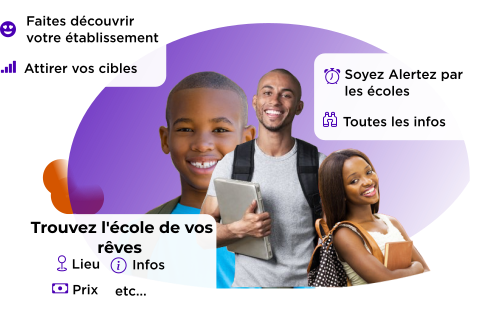 Faites découvrir
votre établissement
Attirer vos cibles
Soyez Alertez par
les écoles
Toutes les infos
Trouvez l'école de vos
rêves
Lieu
Infos
Prix
etc...